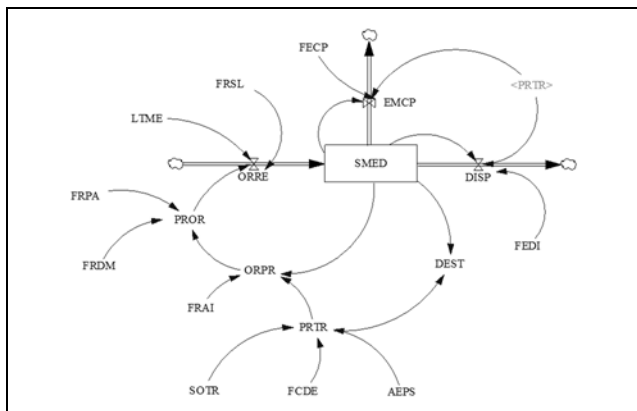 FECP
FRSL
<PRTR>
EMCP
LTME
SMED
ORRE
DISP
FRPA
PROR
FEDI
FRDM
DEST
ORPR
FRAI
PRTR
SOTR
FCDE
AEPS